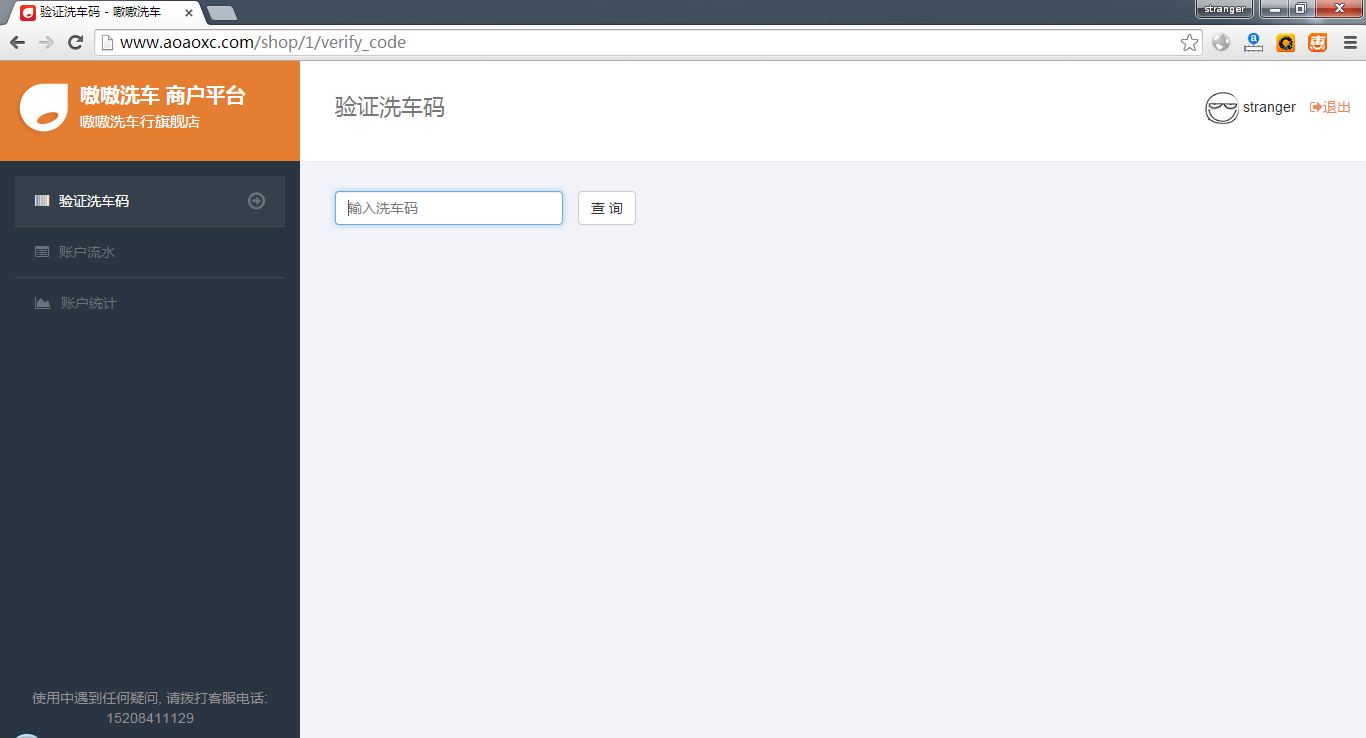 验证洗车码 - 嗷嗷洗车
stranger
www.aoaoxc.com/shop/1/verify_code
惠
嗷嗷洗车 商户平台
嗷嗷洗车行旗舰店
验证洗车码
stranger 退出
验证洗车码
输入洗车码
查 询
账户流水
账户统计
使用中遇到任何疑问, 请拨打客服电话:
15208411129